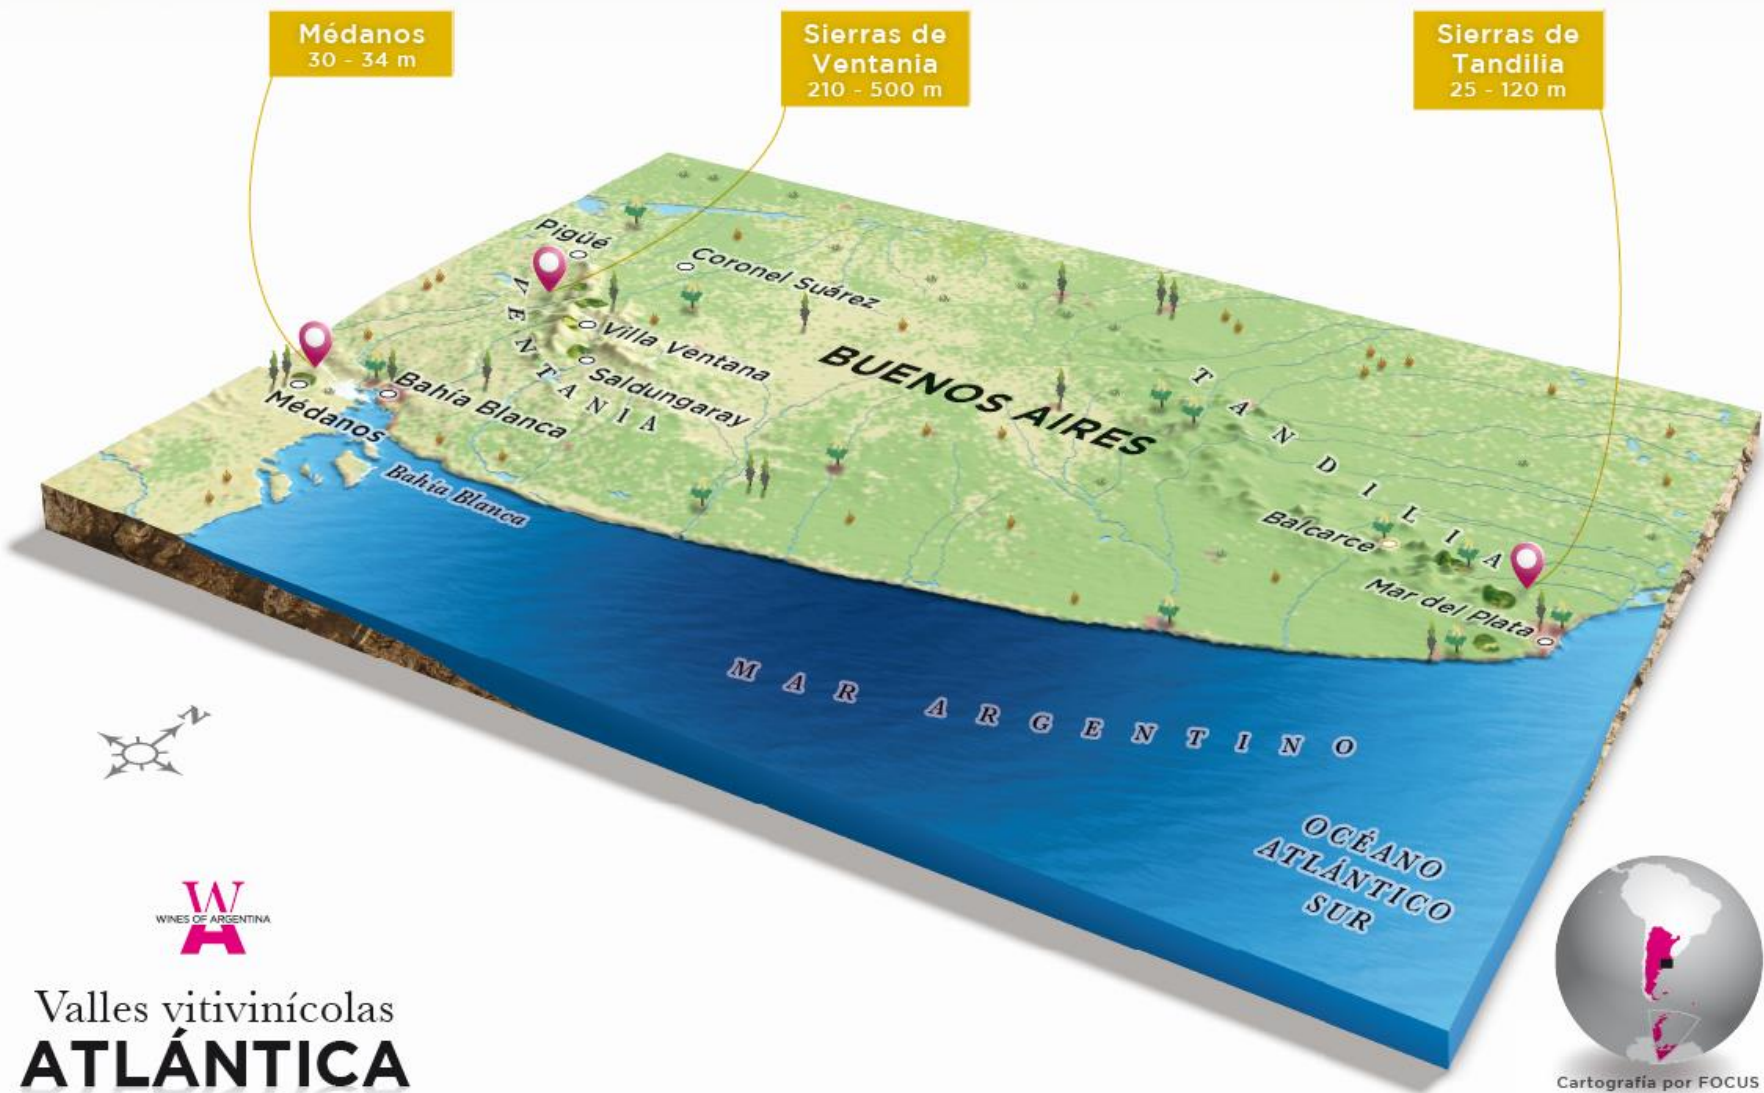 Médanos
30 - 34 m
Sierras de
Ventania
210 - 500 m
Sierras de
Tandilia
25 - 120 m
Pigüé
Coronel Suárez
VENTANIA
Villa Ventana
Saldungaray
BUENOS AIRES
TANDILIA
Médanos
Bahía Blanca
Bahía Blanca
Balcarce
Mar del Plata
MAR ARGENTINO
OCÉANO
ATLÁNTICO
SUR
N
W
WINES OF ARGENTINA
A
Valles vitivinícolas
ATLÁNTICA
Cartografía por FOCUS